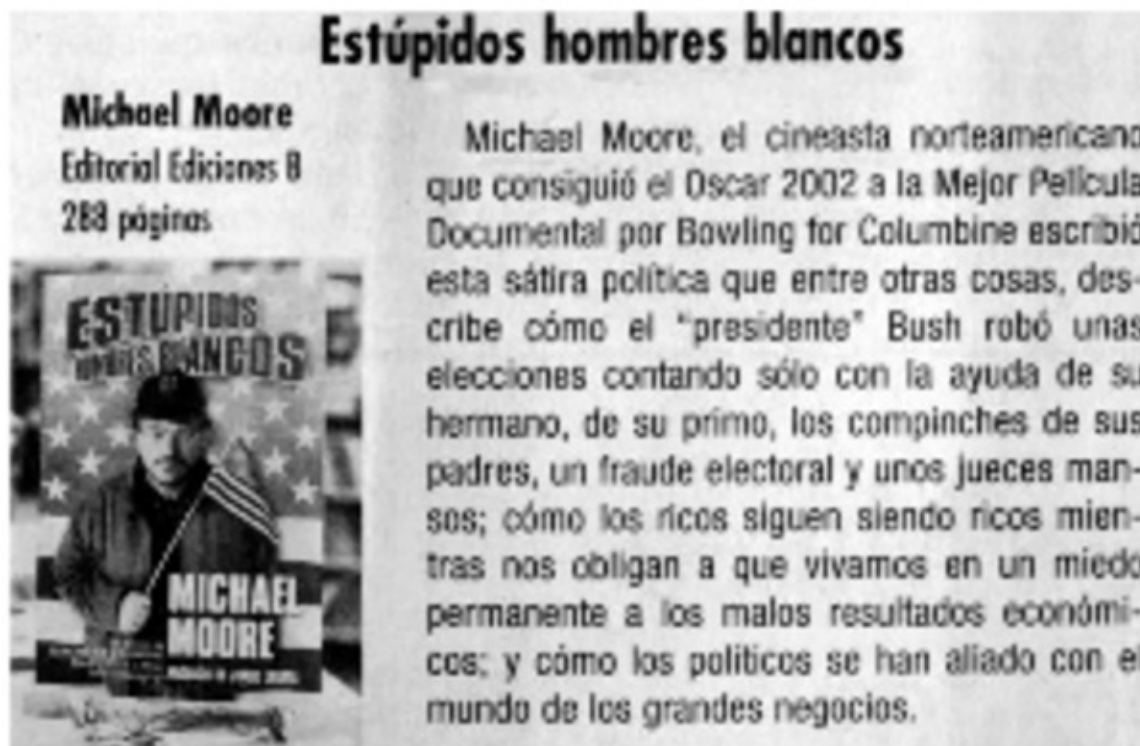 Estúpidos hombres blancos
Michael Moore
Editorial Ediciones B
288 páginas
ESTÚPIDOS
HOMBRES BLANCOS
MICHAEL
MOORE
Michael Moore, el cineasta norteamericano
que consiguió el Oscar 2002 a la Mejor Película
Documental por Bowling for Columbine escribió
esta sátira política que entre otras cosas, des-
cribe cómo el "presidente" Bush robó unas
elecciones contando sólo con la ayuda de su
hermano, de su primo, los compinches de sus
padres, un fraude electoral y unos jueces man-
sos; cómo los ricos siguen siendo ricos mien-
tras nos obligan a que vivamos en un miedo
permanente a los malos resultados económi-
cos; y cómo los políticos se han aliado con el
mundo de los grandes negocios.